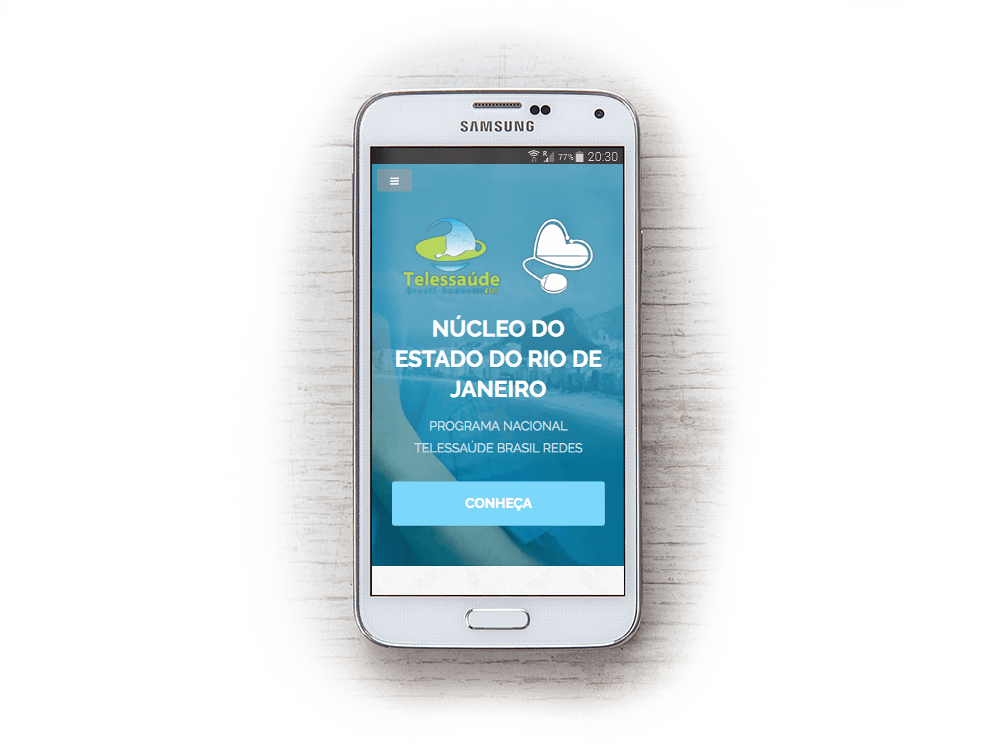 SAMSUNG
R
77%
20:30
Telessaúde
NÚCLEO DO
ESTADO DO RIO DE
JANEIRO
PROGRAMA NACIONAL
TELESSAÚDE BRASIL REDES
CONHEÇA